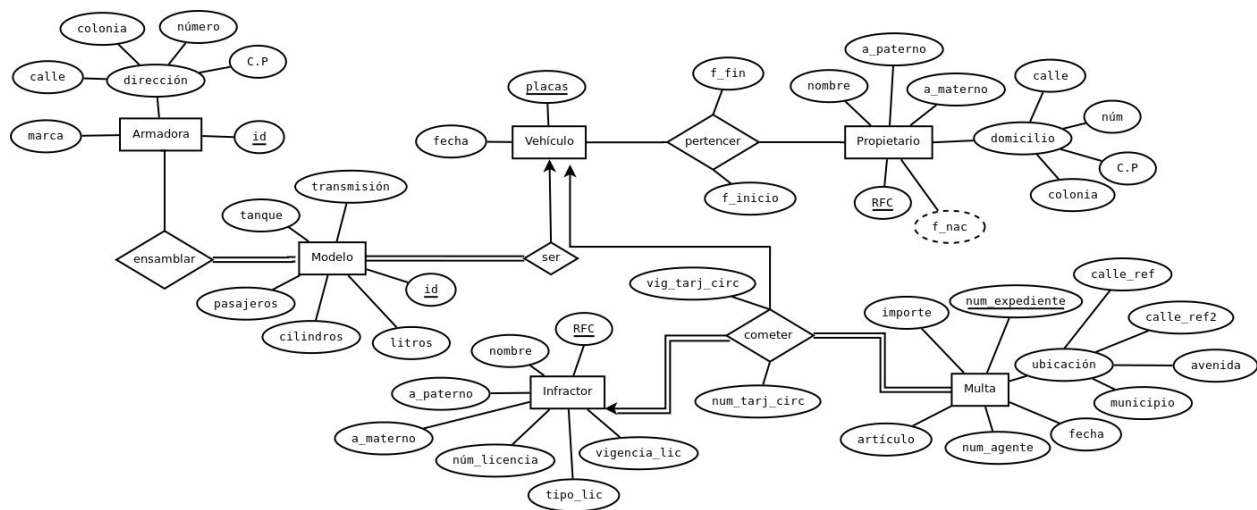 colonia
número
calle
dirección
C.P
marca
Armadora
id
ensamblar
transmisión
tanque
Modelo
pasajeros
cilindros
litros
id
ser
placas
fecha
Vehículo
f_fin
pertencer
f_inicio
a_paterno
nombre
a_materno
Propietario
RFC
f_nac
calle
domicilio
núm
C.P
colonia
vig_tarj_circ
cometer
num_tarj_circ
nombre
RFC
a_paterno
Infractor
a_materno
núm_licencia
tipo_lic
vigencia_lic
importe
num_expediente
calle_ref
calle_ref2
ubicación
avenida
municipio
Multa
artículo
num_agente
fecha